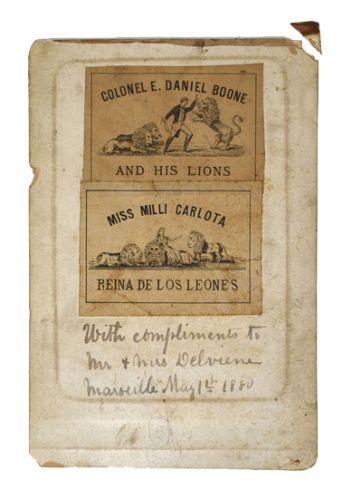 COLONEL E. DANIEL BOONE
AND HIS LIONS
MISS MILLI CARLOTA
REINA DE LOS LEONES
With compliments to
Mr & Mrs Delviene
Marseille May 1st 1880